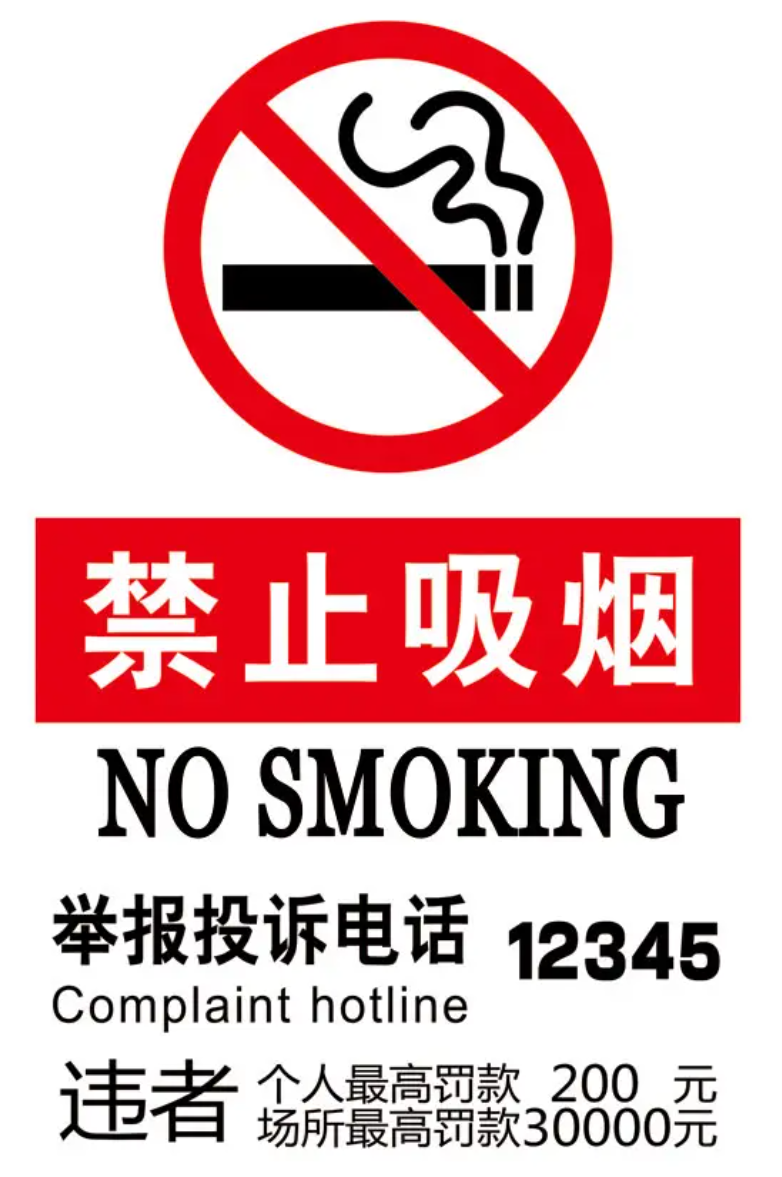 禁止吸烟
NO SMOKING
举报投诉电话 12345
Complaint hotline
违者 个人最高罚款 200 元
场所最高罚款30000元